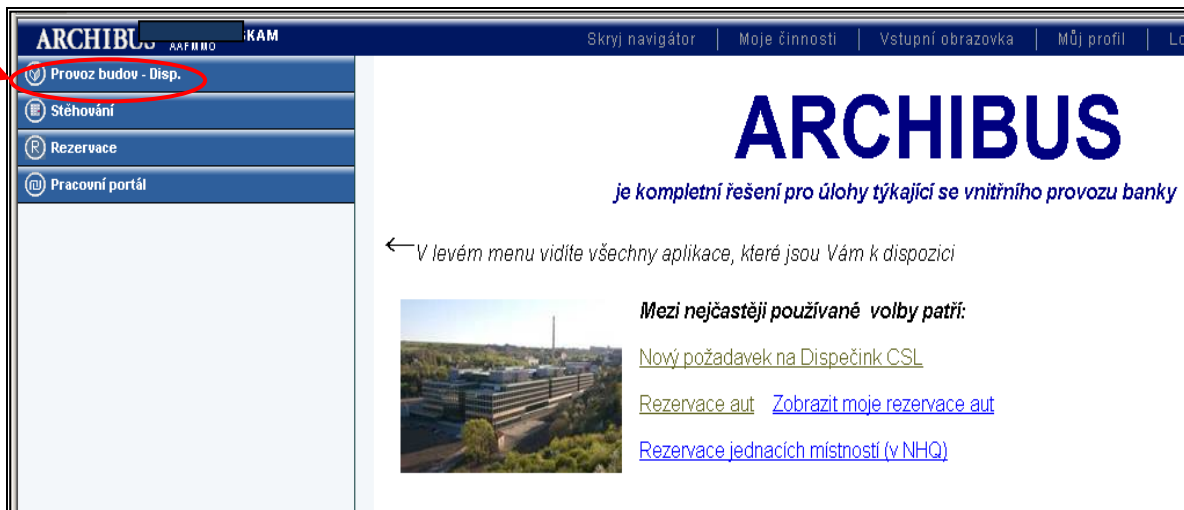 ARCHIBUS
Skryj navigátor | Moje činnosti | Vstupní obrazovka | Můj profil |
Provoz budov - Disp.
Stěhování
Rezervace
Pracovní portál
ARCHIBUS
je kompletní řešení pro úlohy týkající se vnitřního provozu banky
←V levém menu vidíte všechny aplikace, které jsou Vám k dispozici
Mezi nejčastěji používané volby patří:
Nový požadavek na Dispečink CSL
Rezervace aut Zobrazit moje rezervace aut
Rezervace jednacích místností (v NHQ)